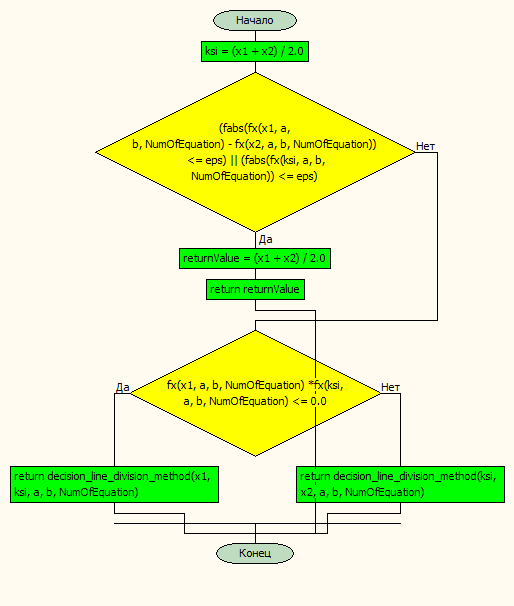 Начало
ksi = (x1 + x2) / 2.0
(fabs(fx(x1, a,
b, NumOfEquation) - fx(x2, a, b, NumOfEquation))
<= eps) || (fabs(fx(ksi, a, b,
NumOfEquation)) <= eps)
Нет
Да
returnValue = (x1 + x2) / 2.0
return returnValue
fx(x1, a, b, NumOfEquation) *fx(ksi,
a, b, NumOfEquation) <= 0.0
Да
Нет
return decision_line_division_method(x1,
ksi, a, b, NumOfEquation)
return decision_line_division_method(ksi,
x2, a, b, NumOfEquation)
Конец